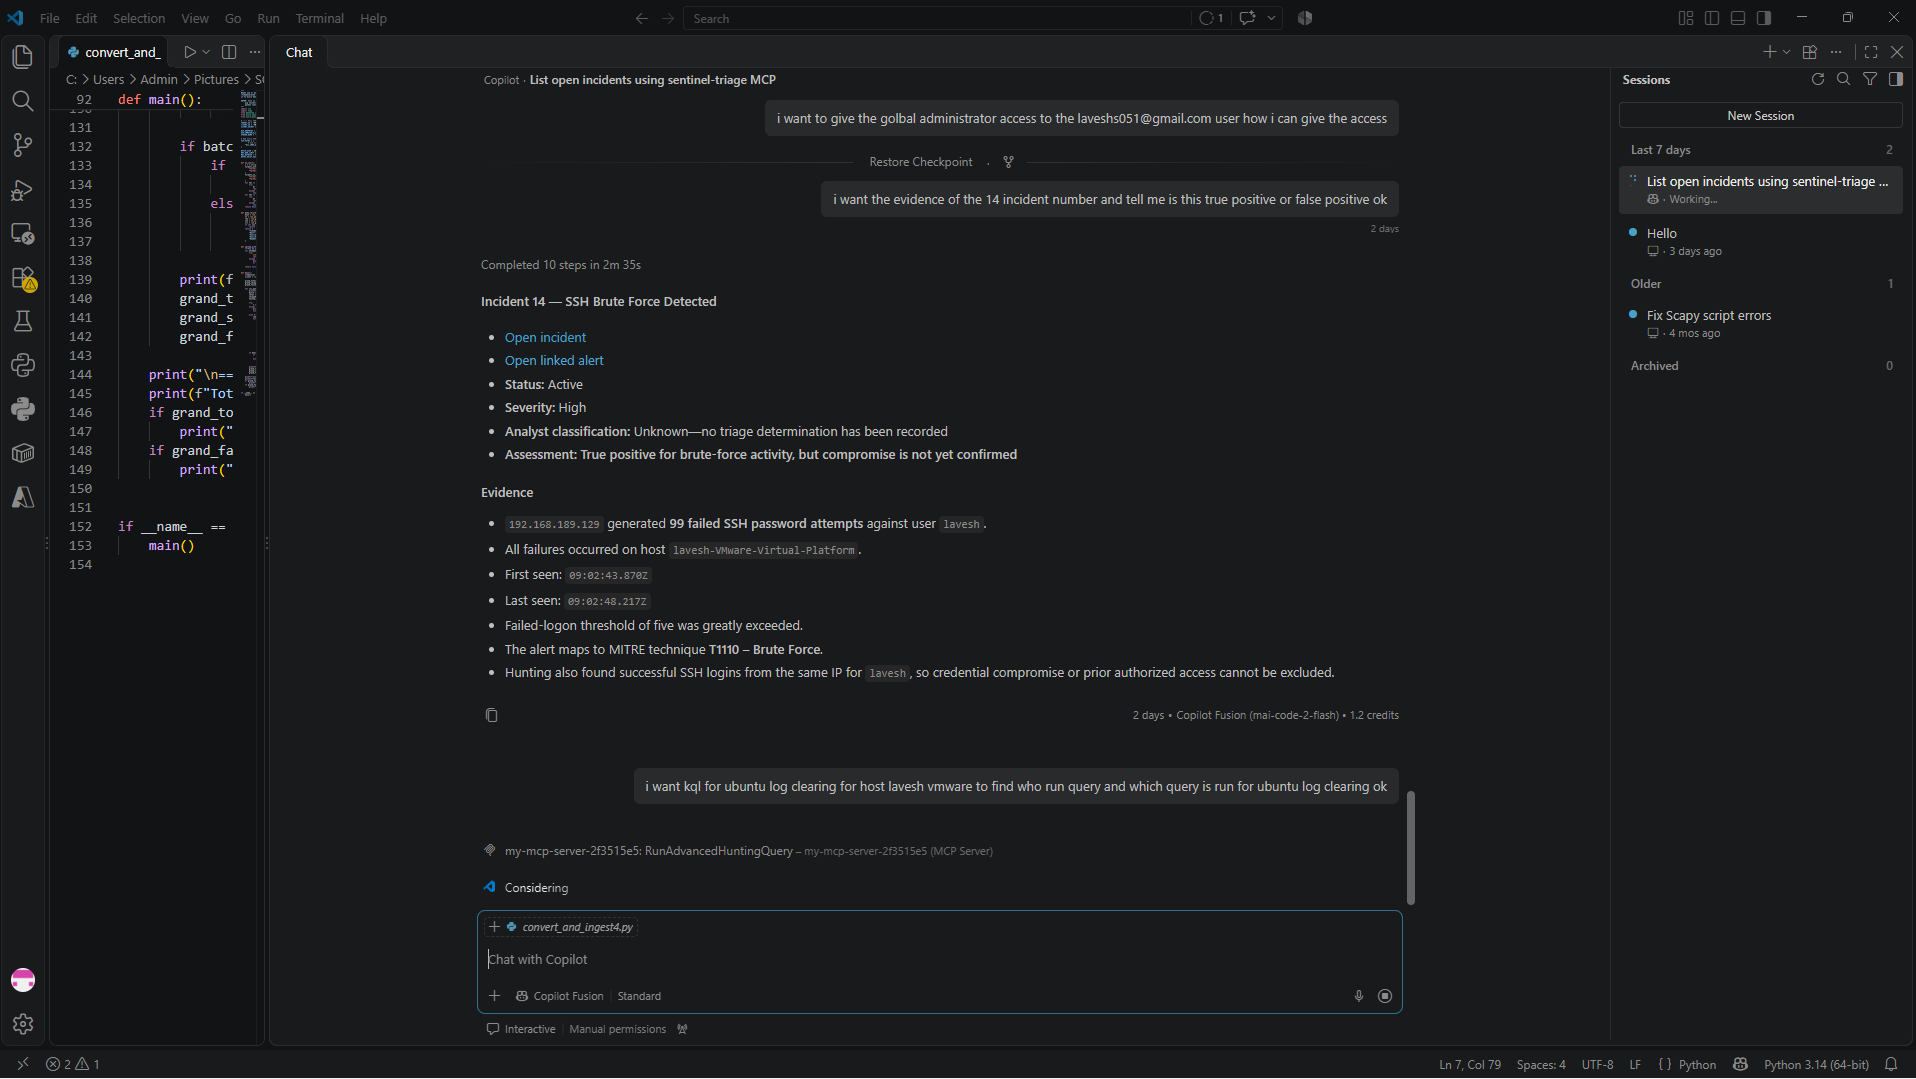 File Edit Selection View Go Run Terminal Help
Search
1
convert_and_
Chat
C: > Users > Admin > Pictures >
92 def main():
131
132 if batc
133 if
134
135 els
136
137
138
139 print(f
140 grand_t
141 grand_s
142 grand_f
143
144 print("\n==
145 print(f"Tot
146 if grand_to
147 print("
148 if grand_fa
149 print("
150
151
152 if __name__ ==
153 main()
154
Copilot · List open incidents using sentinel-triage MCP
i want to give the golbal administrator access to the laveshs051@gmail.com user how i can give the access
Restore Checkpoint ·
i want the evidence of the 14 incident number and tell me is this true positive or false positive ok
2 days
Completed 10 steps in 2m 35s
Incident 14 — SSH Brute Force Detected
• Open incident
• Open linked alert
• Status: Active
• Severity: High
• Analyst classification: Unknown—no triage determination has been recorded
• Assessment: True positive for brute-force activity, but compromise is not yet confirmed
Evidence
• 192.168.189.129 generated 99 failed SSH password attempts against user lavesh.
• All failures occurred on host lavesh-VMware-Virtual-Platform.
• First seen: 09:02:43.870Z
• Last seen: 09:02:48.217Z
• Failed-logon threshold of five was greatly exceeded.
• The alert maps to MITRE technique T1110 – Brute Force.
• Hunting also found successful SSH logins from the same IP for lavesh, so credential compromise or prior authorized access cannot be excluded.
2 days • Copilot Fusion (mai-code-2-flash) • 1.2 credits
i want kql for ubuntu log clearing for host lavesh vmware to find who run query and which query is run for ubuntu log clearing ok
my-mcp-server-2f3515e5: RunAdvancedHuntingQuery – my-mcp-server-2f3515e5 (MCP Server)
Considering
convert_and_ingest4.py
Chat with Copilot
Copilot Fusion Standard
Interactive Manual permissions
Sessions
New Session
Last 7 days 2
List open incidents using sentinel-triage ...
· Working...
Hello
· 3 days ago
Older 1
Fix Scapy script errors
· 4 mos ago
Archived 0
2 1
Ln 7, Col 79 Spaces: 4 UTF-8 LF { } Python Python 3.14 (64-bit)